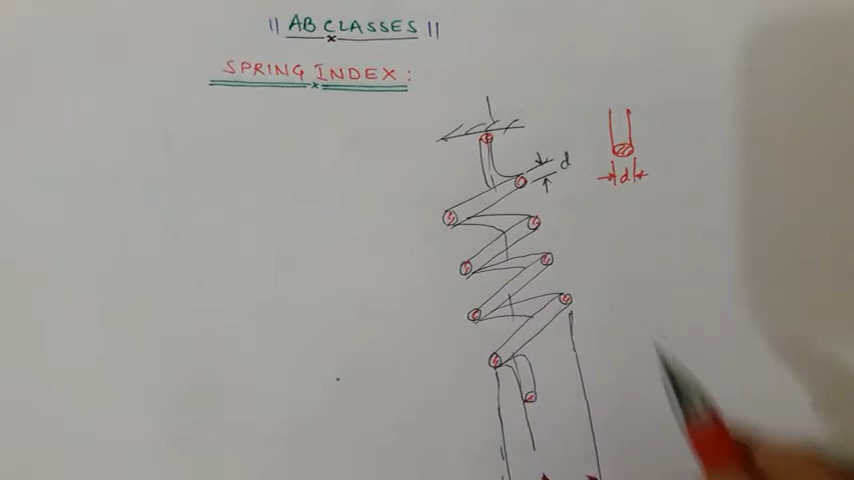 || AB CLASSES ||
SPRING INDEX:
d
d